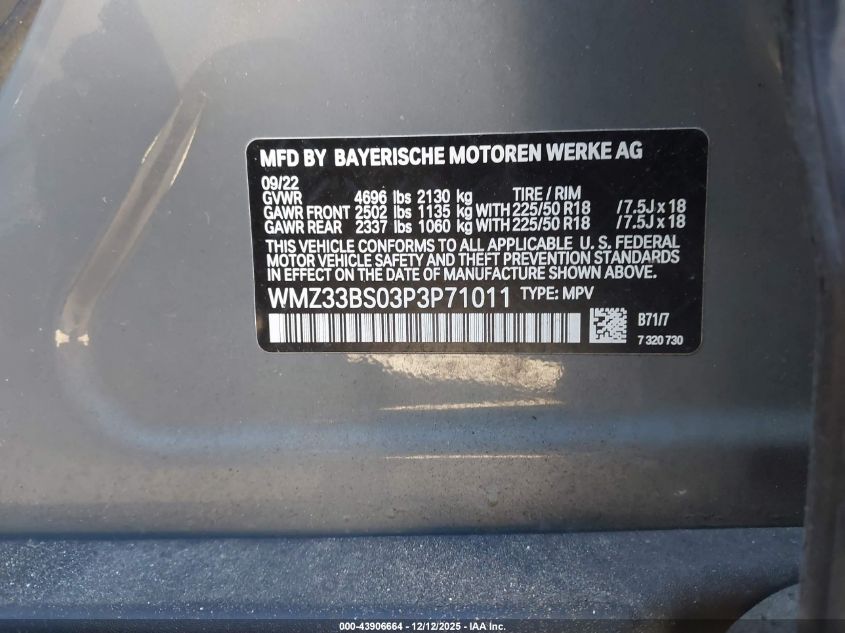 MFD BY BAYERISCHE MOTOREN WERKE AG
09/22
GVWR 4696 lbs 2130 kg TIRE / RIM
GAWR FRONT 2502 lbs 1135 kg WITH 225/50 R18 /7.5J x 18
GAWR REAR 2337 lbs 1060 kg WITH 225/50 R18 /7.5J x 18
THIS VEHICLE CONFORMS TO ALL APPLICABLE U. S. FEDERAL
MOTOR VEHICLE SAFETY AND THEFT PREVENTION STANDARDS
IN EFFECT ON THE DATE OF MANUFACTURE SHOWN ABOVE.
WMZ33BS03P3P71011 TYPE: MPV
B71/7
7 320 730
000-43906664 - 12/12/2025 - IAA Inc.